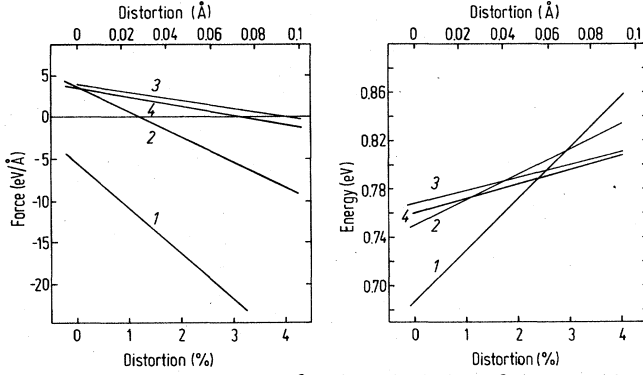 Distortion (Å)
0 0.02 0.04 0.06 0.08 0.1
5
0
-5
-10
-15
-20
Force (eV/Å)
3
4
2
1
0 1 2 3 4
Distortion (%)
Distortion (Å)
0 0.02 0.04 0.06 0.08 0.1
0.86
0.82
0.78
0.74
0.70
Energy (eV)
3
4
2
1
0 1 2 3 4
Distortion (%)